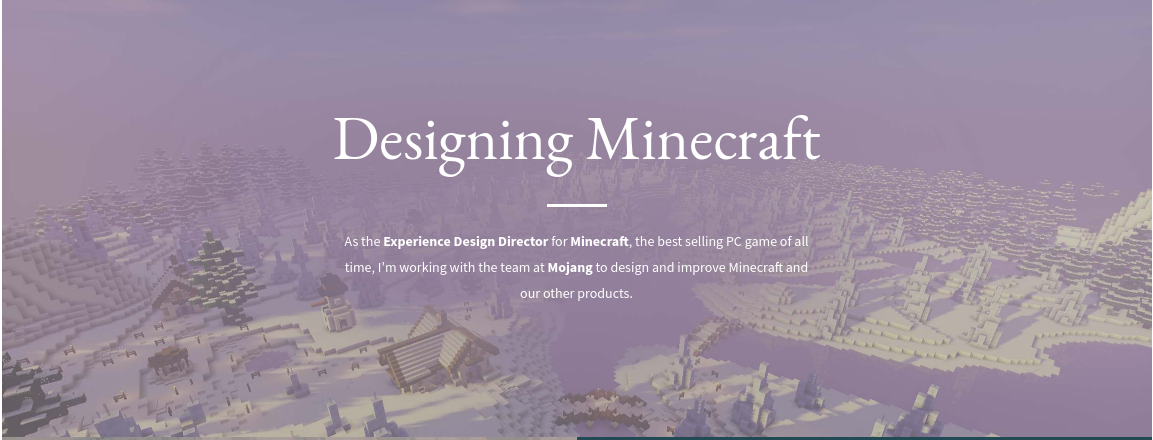 Designing Minecraft
As the Experience Design Director for Minecraft, the best selling PC game of all
time, I'm working with the team at Mojang to design and improve Minecraft and
our other products.